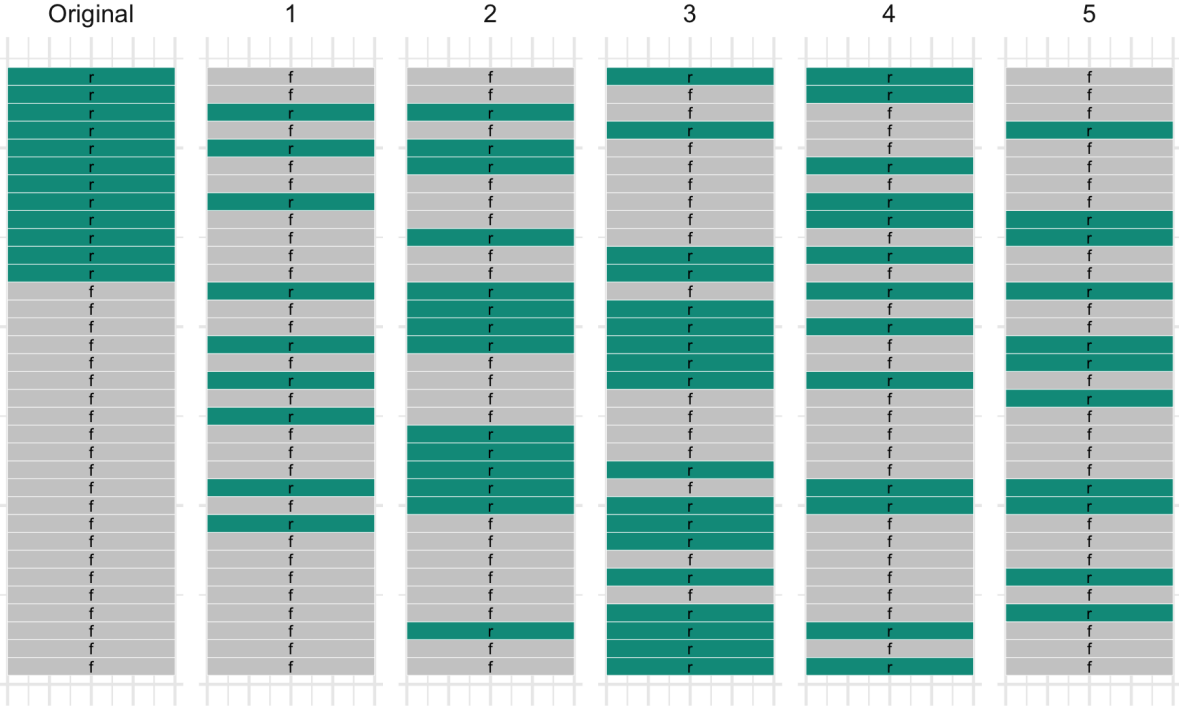 Original 1 2 3 4 5
r f f r r f
r f f f r f
r r r f f f
r f f r f r
r r r f f f
r f r f r f
r f f f f f
r r f f r f
r f f f r r
r f r f f r
r f f r r f
r f f r f f
f r r f r r
f f r r f f
f f r r r f
f r r r f r
f f f r f r
f r f r r f
f f f f f r
f r f f f f
f f r f f f
f f r f f f
f f r r f f
f r r f r r
f f r r r r
f r f r f f
f f f r f f
f f f f f f
f f f r f r
f f f f f f
f f f r f r
f f r r r f
f f f r f f
f f f r r f